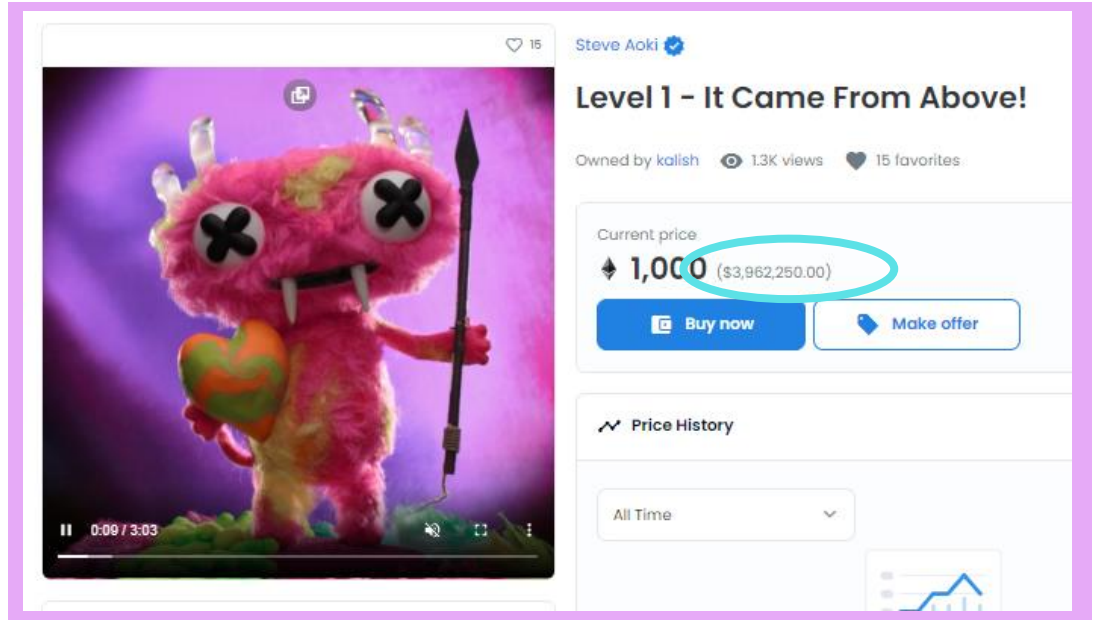 15
Steve Aoki
Level 1 - It Came From Above!
Owned by kalish 1.3K views 15 favorites
Current price
1,000 ($3,962,250.00)
Buy now Make offer
Price History
All Time
0:09 / 3:03